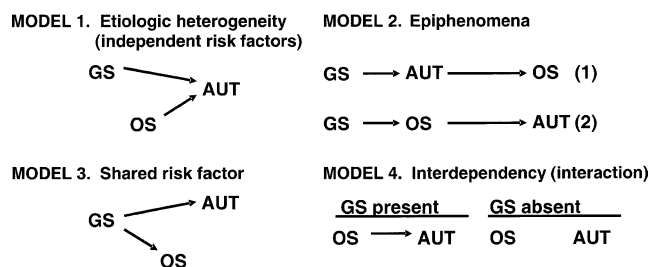 MODEL 1. Etiologic heterogeneity
(independent risk factors)
GS
AUT
OS
MODEL 2. Epiphenomena
GS AUT OS (1)
GS OS AUT (2)
MODEL 3. Shared risk factor
AUT
GS
OS
MODEL 4. Interdependency (interaction)
GS present GS absent
OS AUT OS AUT